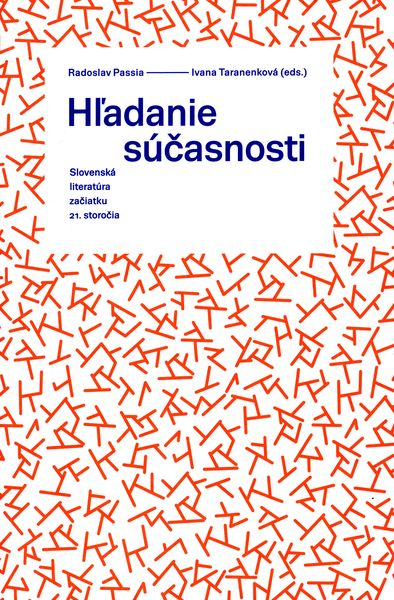 Radoslav Passia ——— Ivana Taranenková (eds.)
Hľadanie
súčasnosti
Slovenská
literatúra
začiatku
21. storočia